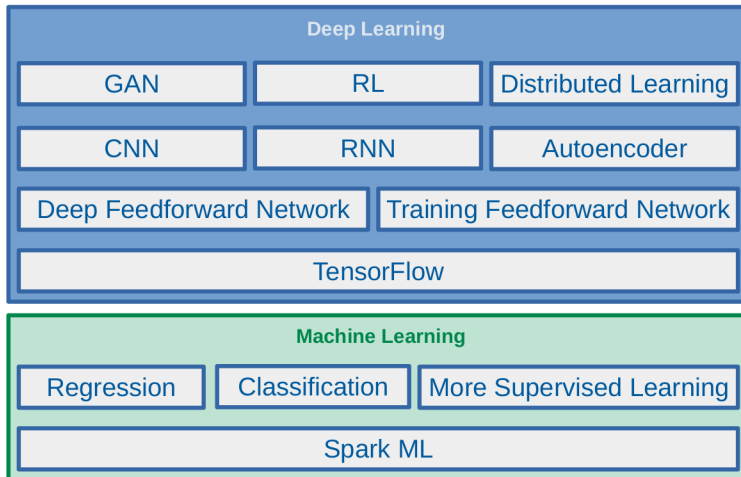 Deep Learning
GAN RL Distributed Learning
CNN RNN Autoencoder
Deep Feedforward Network Training Feedforward Network
TensorFlow
Machine Learning
Regression Classification More Supervised Learning
Spark ML